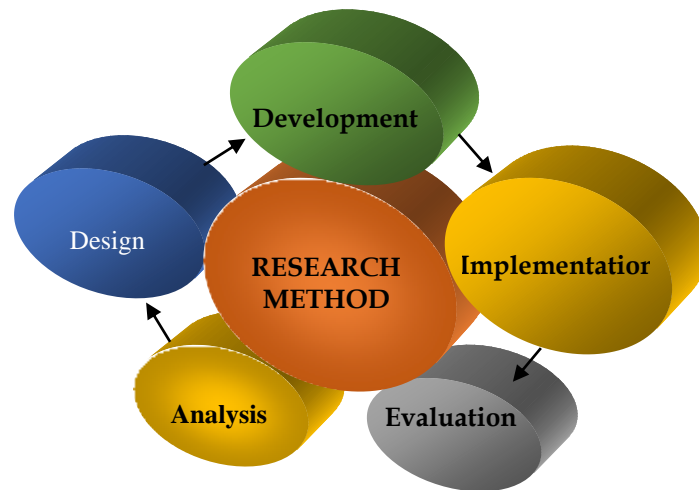 Development
Design
Implementatior
RESEARCH
METHOD
Analysis
Evaluation